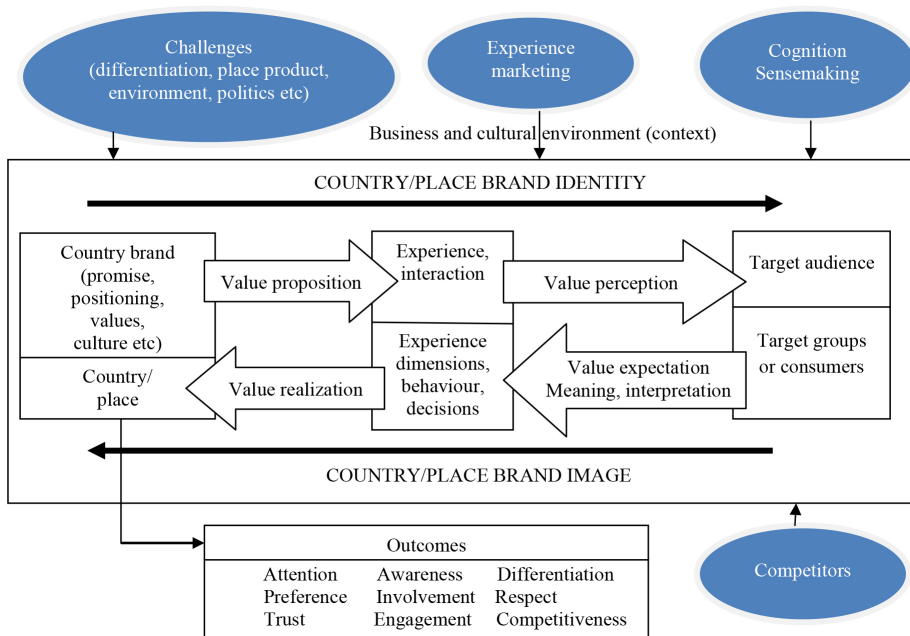 Challenges
(differentiation, place product,
environment, politics etc)
Experience
marketing
Cognition
Sensemaking
Business and cultural environment (context)
COUNTRY/PLACE BRAND IDENTITY
Country brand
(promise,
positioning,
values,
culture etc)
Value proposition
Experience,
interaction
Value perception
Target audience
Country/
place
Value realization
Experience
dimensions,
behaviour,
decisions
Value expectation
Meaning, interpretation
Target groups
or consumers
COUNTRY/PLACE BRAND IMAGE
Outcomes
Attention Awareness Differentiation
Preference Involvement Respect
Trust Engagement Competitiveness
Competitors